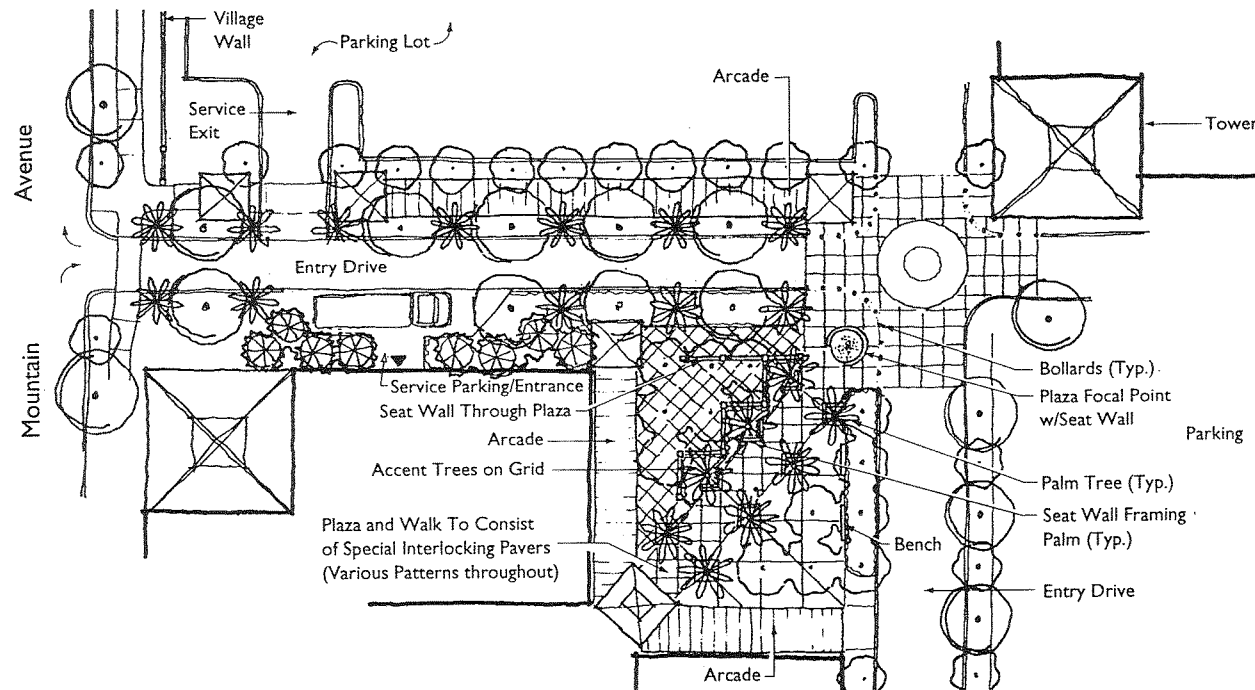 Village
Wall
Parking Lot
Arcade
Service
Exit
Tower
Avenue
Entry Drive
Mountain
Service Parking/Entrance
Seat Wall Through Plaza
Arcade
Accent Trees on Grid
Plaza and Walk To Consist
of Special Interlocking Pavers
(Various Patterns throughout)
Bollards (Typ.)
Plaza Focal Point
w/Seat Wall
Parking
Palm Tree (Typ.)
Seat Wall Framing
Palm (Typ.)
Bench
Entry Drive
Arcade